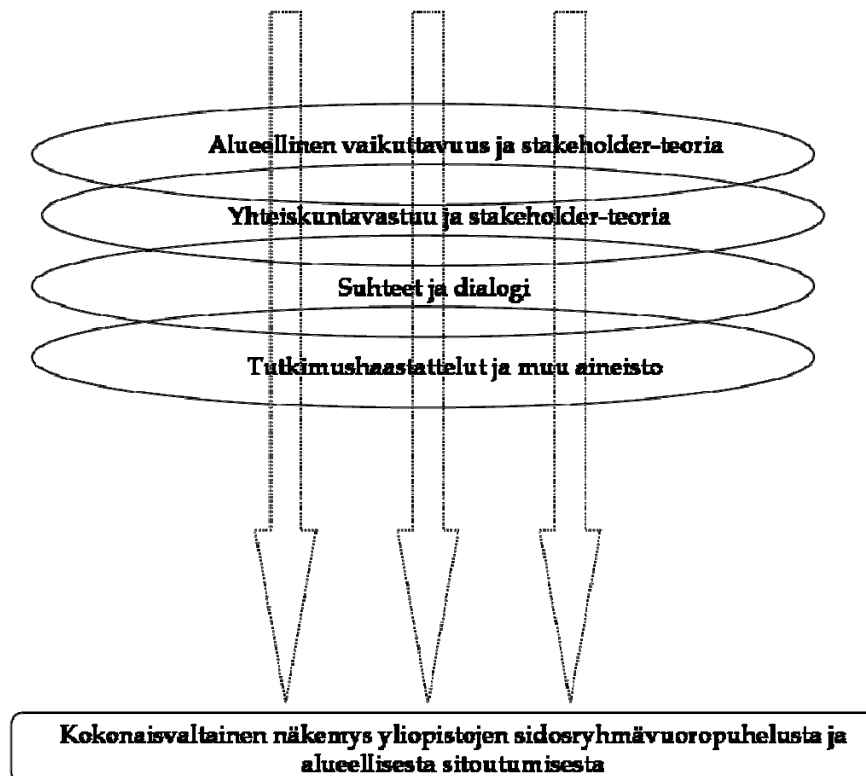 Alueellinen vaikuttavuus ja stakeholder-teoria
Yhteiskuntavastuu ja stakeholder-teoria
Suhteet ja dialogi
Tutkimushaastattelut ja muu aineisto
Kokonaisvaltainen näkemys yliopistojen sidosryhmävuoropuhelusta ja
alueellisesta sitoutumisesta